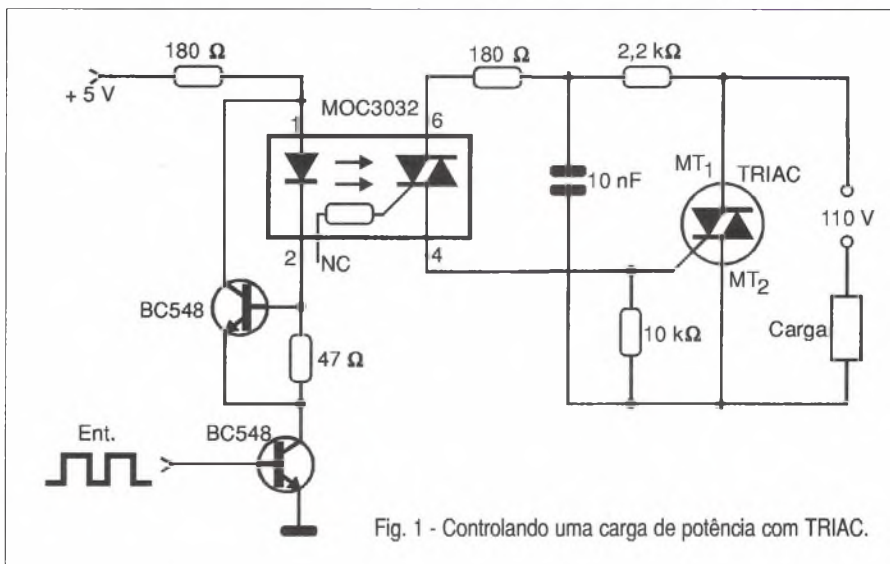 180 Ω
+ 5 V
MOC3032
1
6
2
NC
4
180 Ω
2,2 kΩ
10 nF
MT1
TRIAC
MT2
110 V
Carga
10 kΩ
BC548
47 Ω
BC548
Ent.
Fig. 1 - Controlando uma carga de potência com TRIAC.